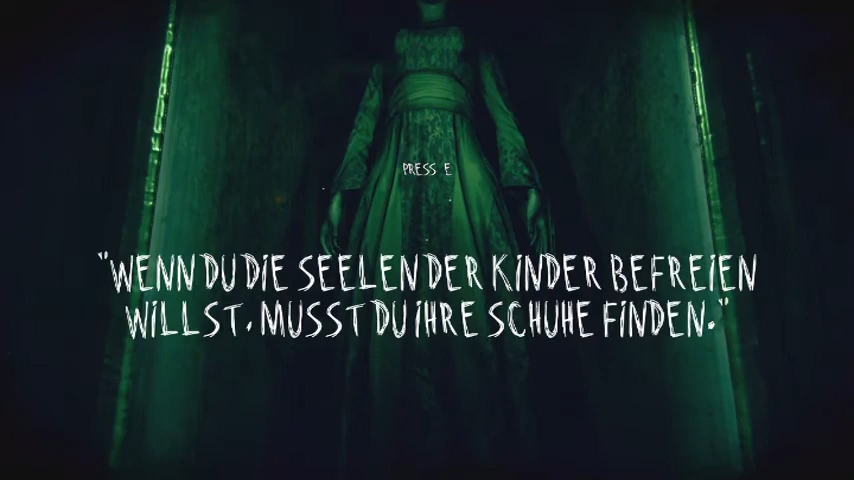 PRESS E
"WENN DU DIE SEELEN DER KINDER BEFREIEN
WILLST, MUSST DU IHRE SCHUHE FINDEN."